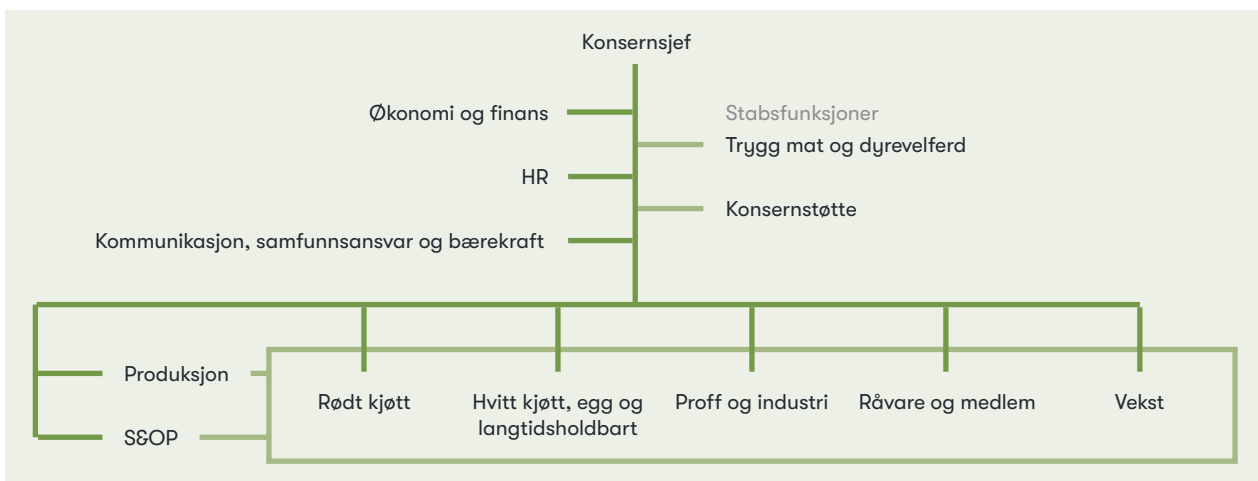 Konsernsjef
Økonomi og finans
Stabsfunksjoner
Trygg mat og dyrevelferd
HR
Konsernstøtte
Kommunikasjon, samfunnsansvar og bærekraft
Produksjon
S&OP
Rødt kjøtt
Hvitt kjøtt, egg og
langtidsholdbart
Proff og industri
Råvare og medlem
Vekst